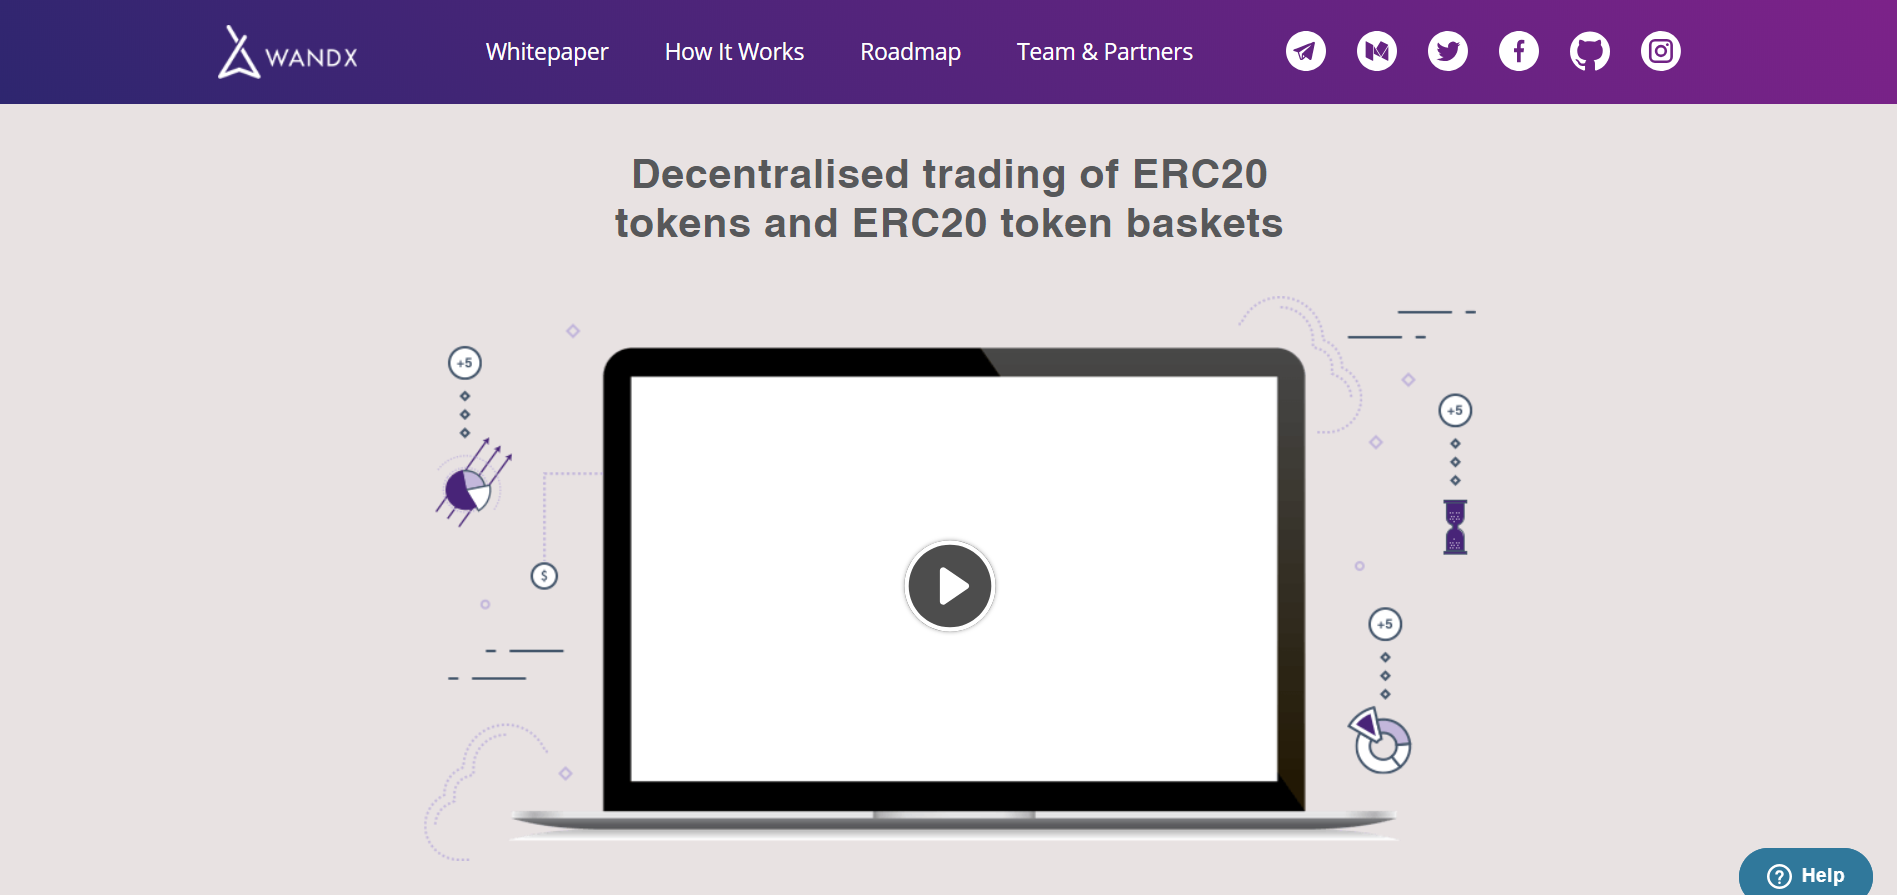 WANDX
Whitepaper
How It Works
Roadmap
Team & Partners
Decentralised trading of ERC20
tokens and ERC20 token baskets
+5
+5
$
+5
? Help